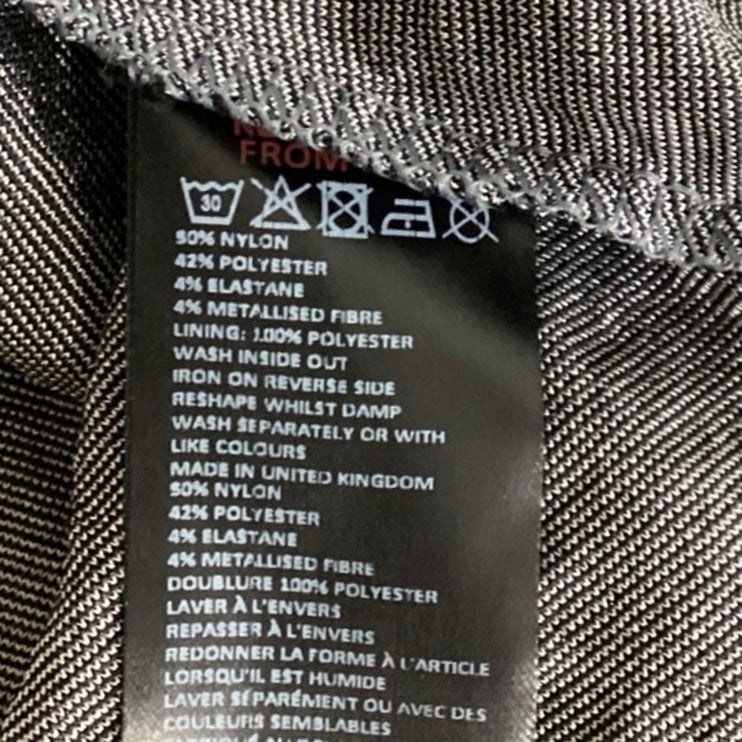 FROM
30
50% NYLON
42% POLYESTER
4% ELASTANE
4% METALLISED FIBRE
LINING: 100% POLYESTER
WASH INSIDE OUT
IRON ON REVERSE SIDE
RESHAPE WHILST DAMP
WASH SEPARATELY OR WITH
LIKE COLOURS
MADE IN UNITED KINGDOM
50% NYLON
42% POLYESTER
4% ELASTANE
4% METALLISED FIBRE
DOUBLURE 100% POLYESTER
LAVER À L'ENVERS
REPASSER À L'ENVERS
REDONNER LA FORME À L'ARTICLE
LORSQU'IL EST HUMIDE
LAVER SÉPARÉMENT OU AVEC DES
COULEURS SEMBLABLES